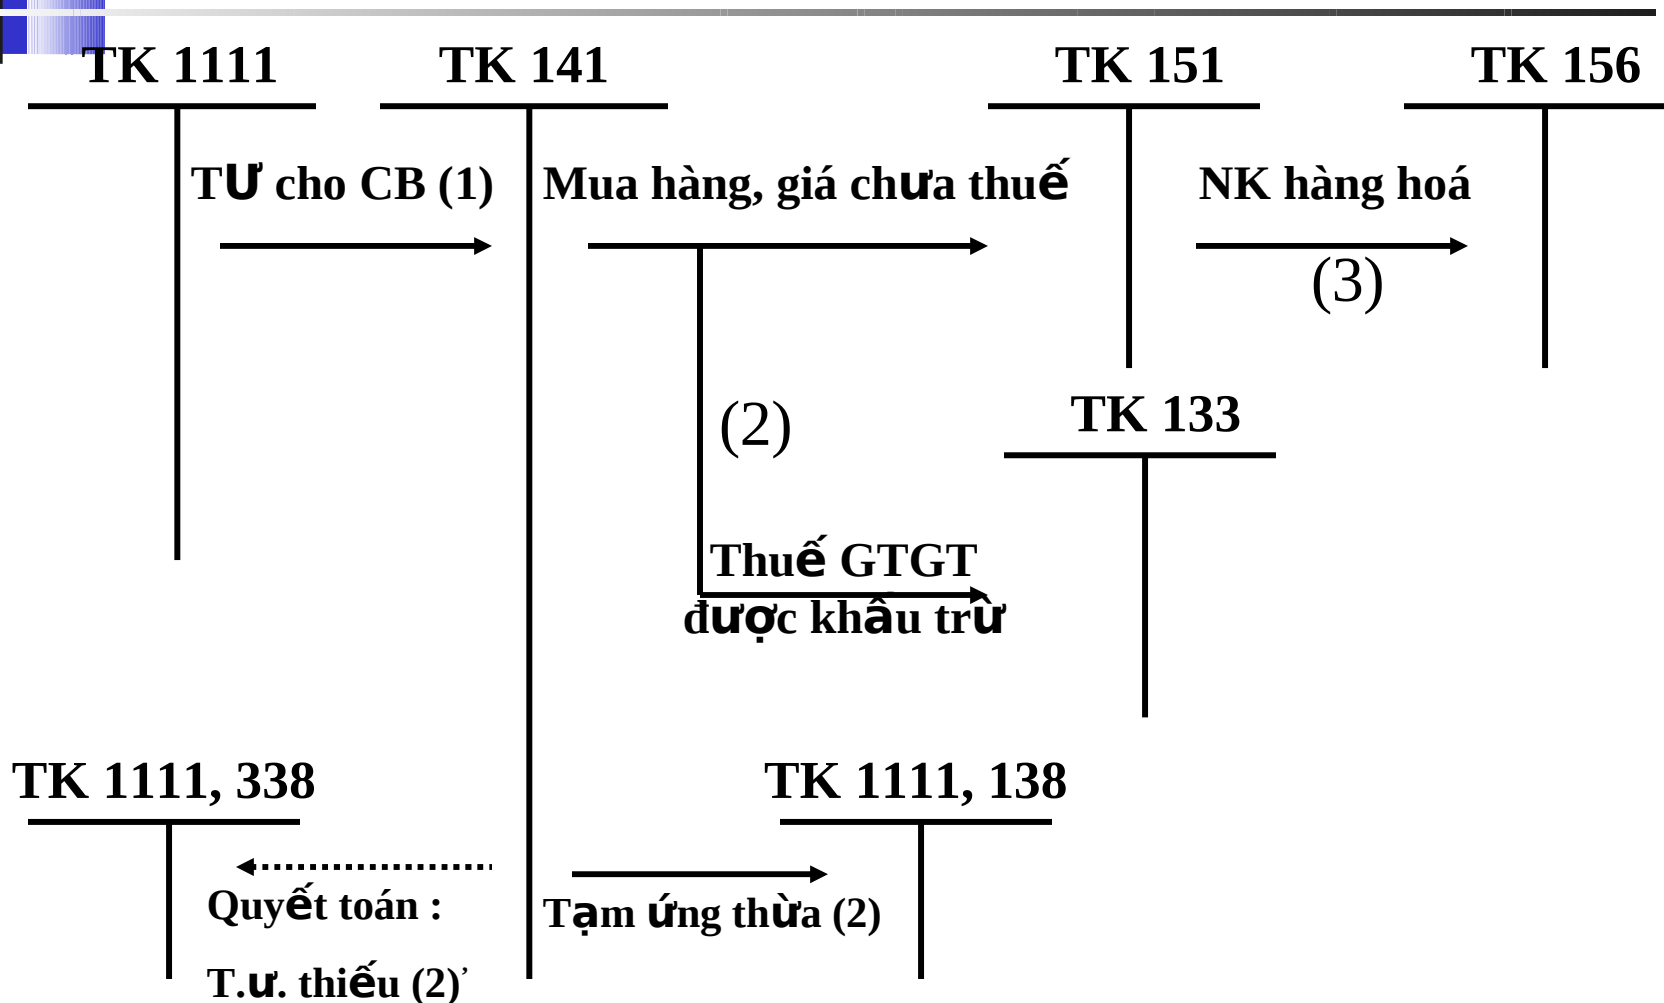 TK 1111
TK 141
TK 151
TK 156
TƯ cho CB (1)
Mua hàng, giá chưa thuế
NK hàng hoá
(3)
(2)
TK 133
Thuế GTGT
được khấu trừ
TK 1111, 338
TK 1111, 138
Quyết toán :
T.ư. thiếu (2)’
Tạm ứng thừa (2)